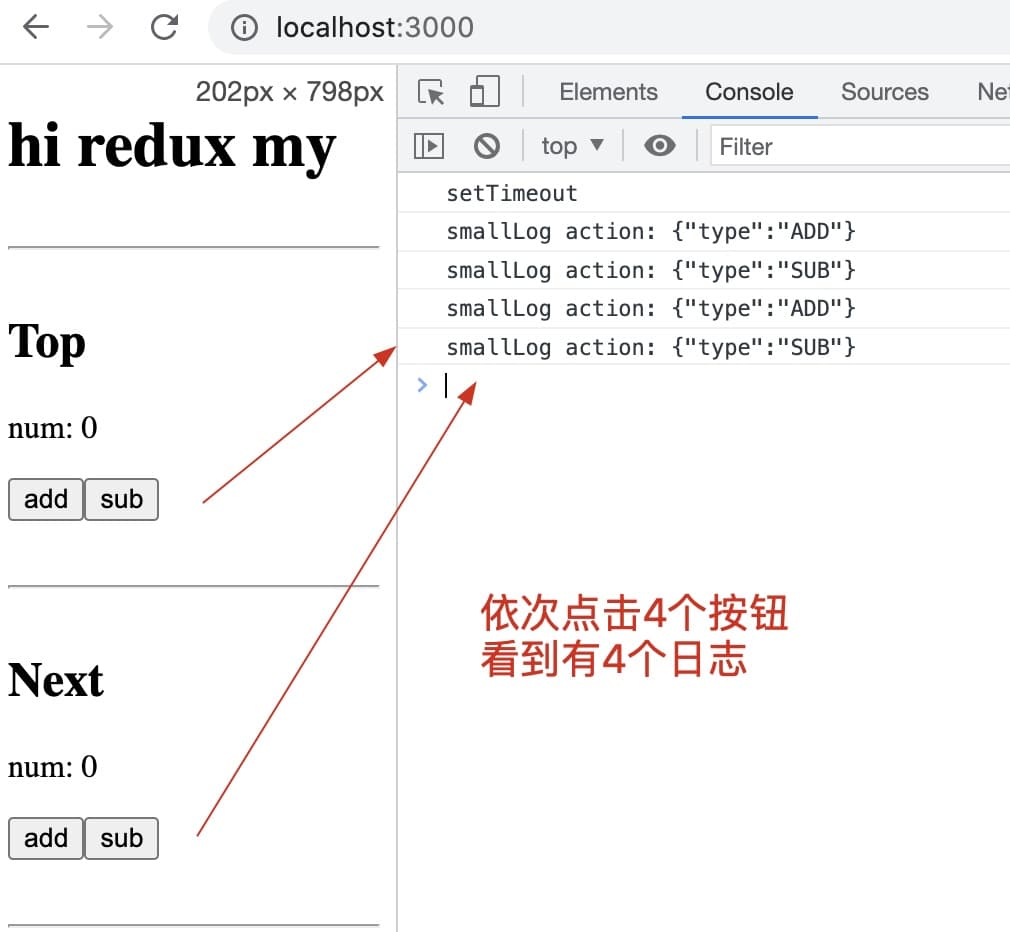 localhost:3000
202px × 798px
Elements Console Sources Ne
top ▼ Filter
hi redux my
setTimeout
smallLog action: {"type":"ADD"}
smallLog action: {"type":"SUB"}
smallLog action: {"type":"ADD"}
smallLog action: {"type":"SUB"}
Top
num: 0
add sub
依次点击4个按钮
看到有4个日志
Next
num: 0
add sub